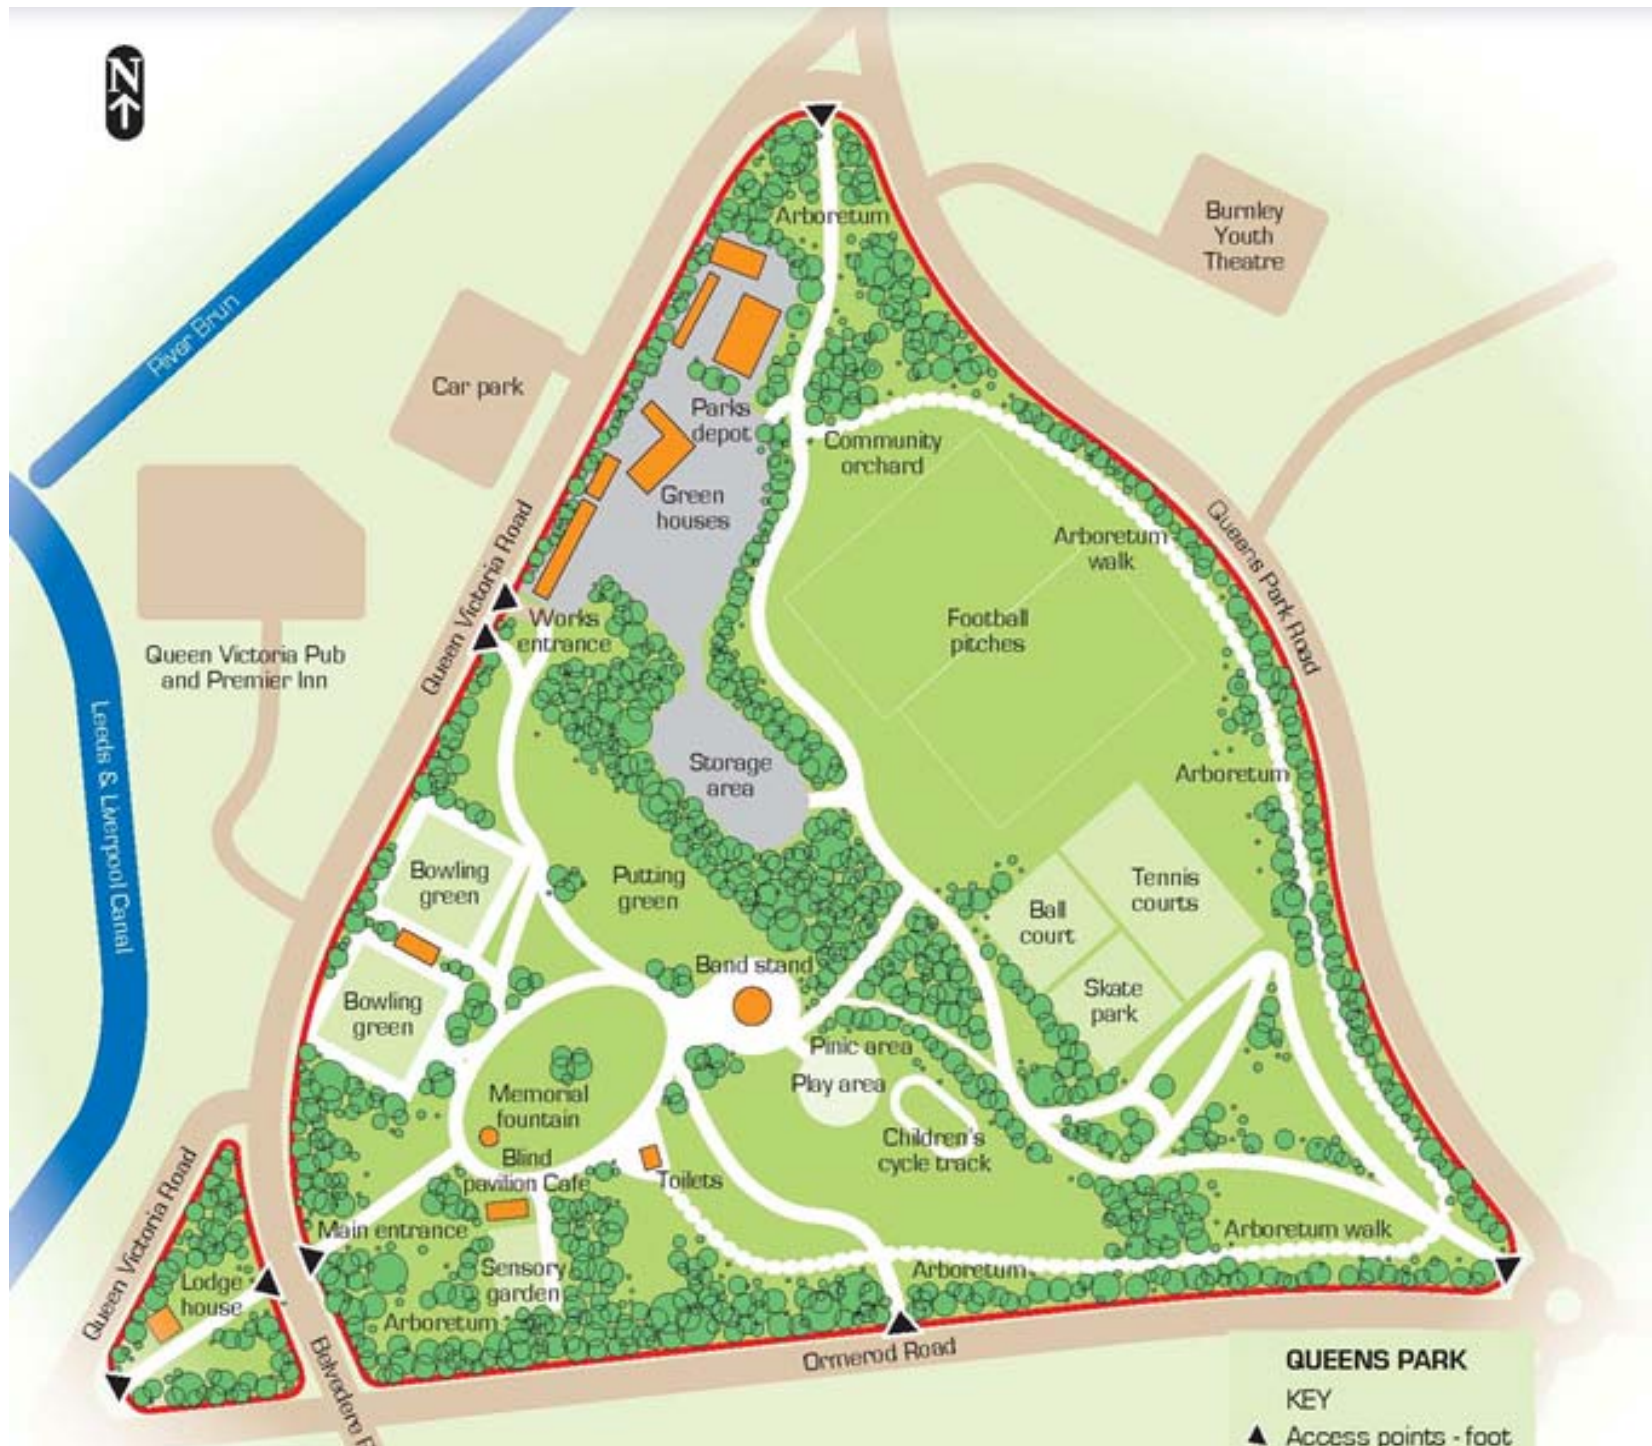 N
Arboretum
Burnley
Youth
Theatre
River Brun
Car park
Parks
depot
Community
orchard
Green
houses
Queen Victoria Road
Arboretum
walk
Queens Park Road
Works
entrance
Football
pitches
Queen Victoria Pub
and Premier Inn
Leeds & Liverpool Canal
Storage
area
Arboretum
Bowling
green
Putting
green
Tennis
courts
Ball
court
Band stand
Bowling
green
Skate
park
Pinic area
Play area
Memorial
fountain
Children's
cycle track
Blind
pavilion Cafe
Toilets
Queen Victoria Road
Main entrance
Arboretum walk
Sensory
garden
Arboretum
Lodge
house
Arboretum
Ormerod Road
Belvedere
QUEENS PARK
KEY
Access points - foot